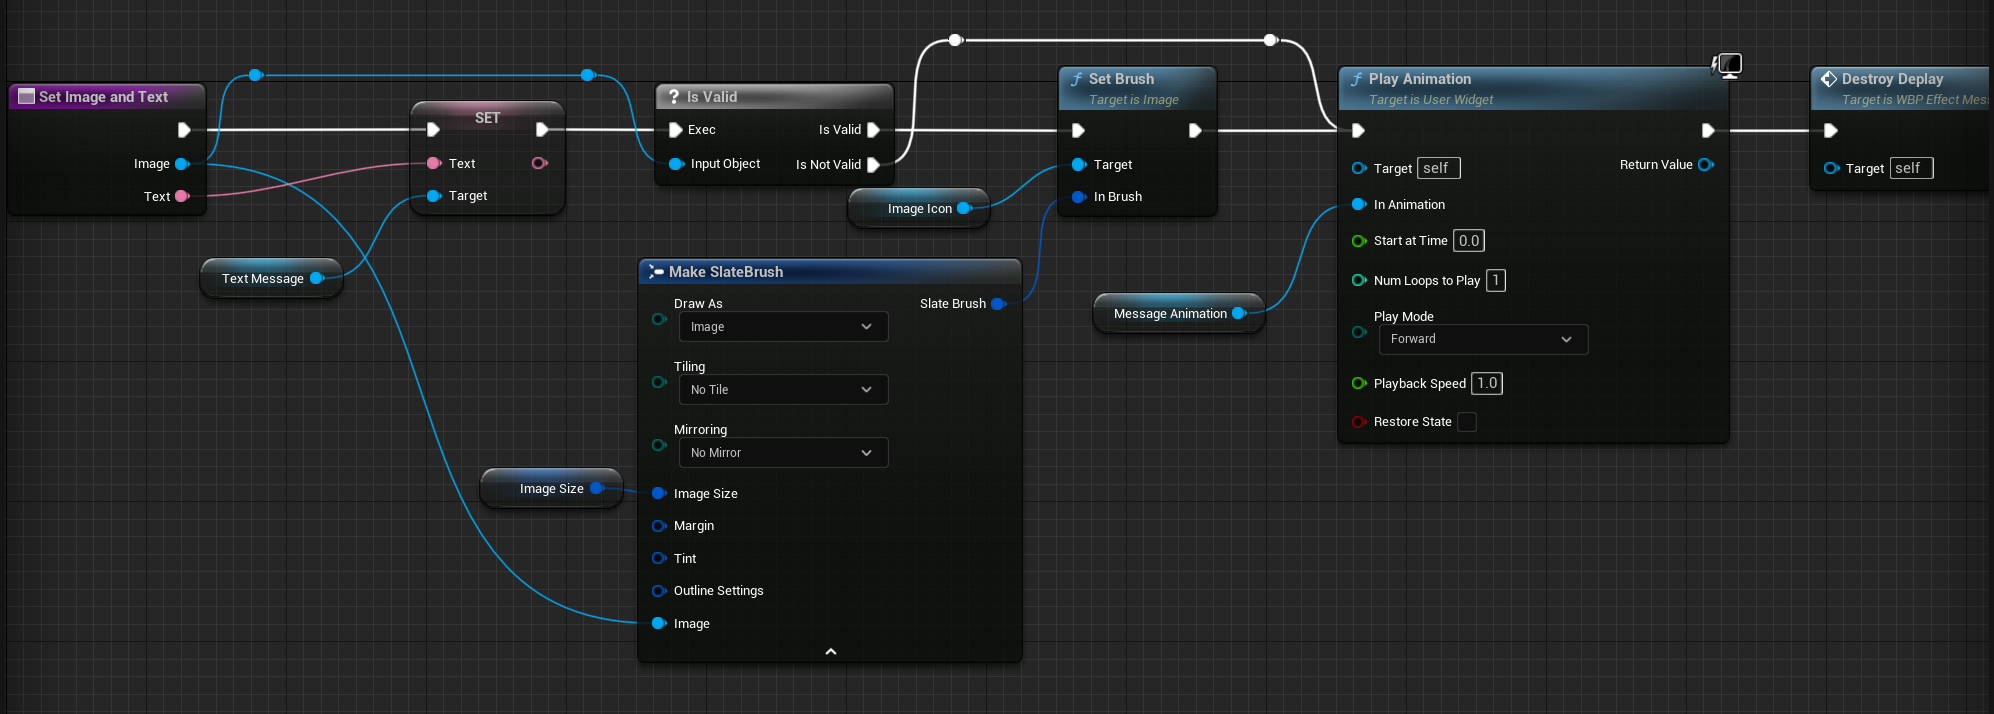 Set Image and Text
Image
Text
SET
Text
Target
Text Message
? Is Valid
Exec
Is Valid
Input Object
Is Not Valid
Image Icon
f Set Brush
Target is Image
Target
In Brush
Make SlateBrush
Draw As
Slate Brush
Image
Tiling
No Tile
Mirroring
No Mirror
Image Size
Image Size
Margin
Tint
Outline Settings
Image
Message Animation
f Play Animation
Target is User Widget
Target self
Return Value
In Animation
Start at Time 0.0
Num Loops to Play 1
Play Mode
Forward
Playback Speed 1.0
Restore State
Destroy Deplay
Target is WBP Effect Mes
Target self